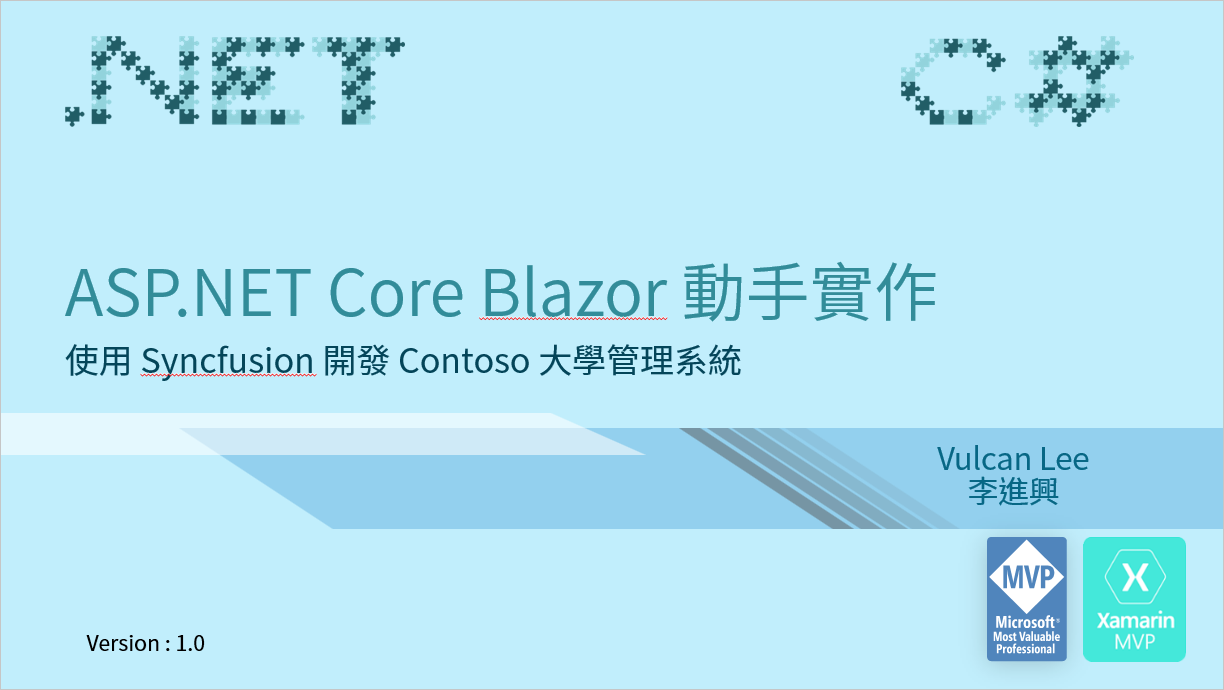 .NET
C#
ASP.NET Core Blazor 動手實作
使用 Syncfusion 開發 Contoso 大學管理系統
Vulcan Lee
李進興
MVP
Microsoft®
Most Valuable
Professional
X
Xamarin
MVP
Version : 1.0